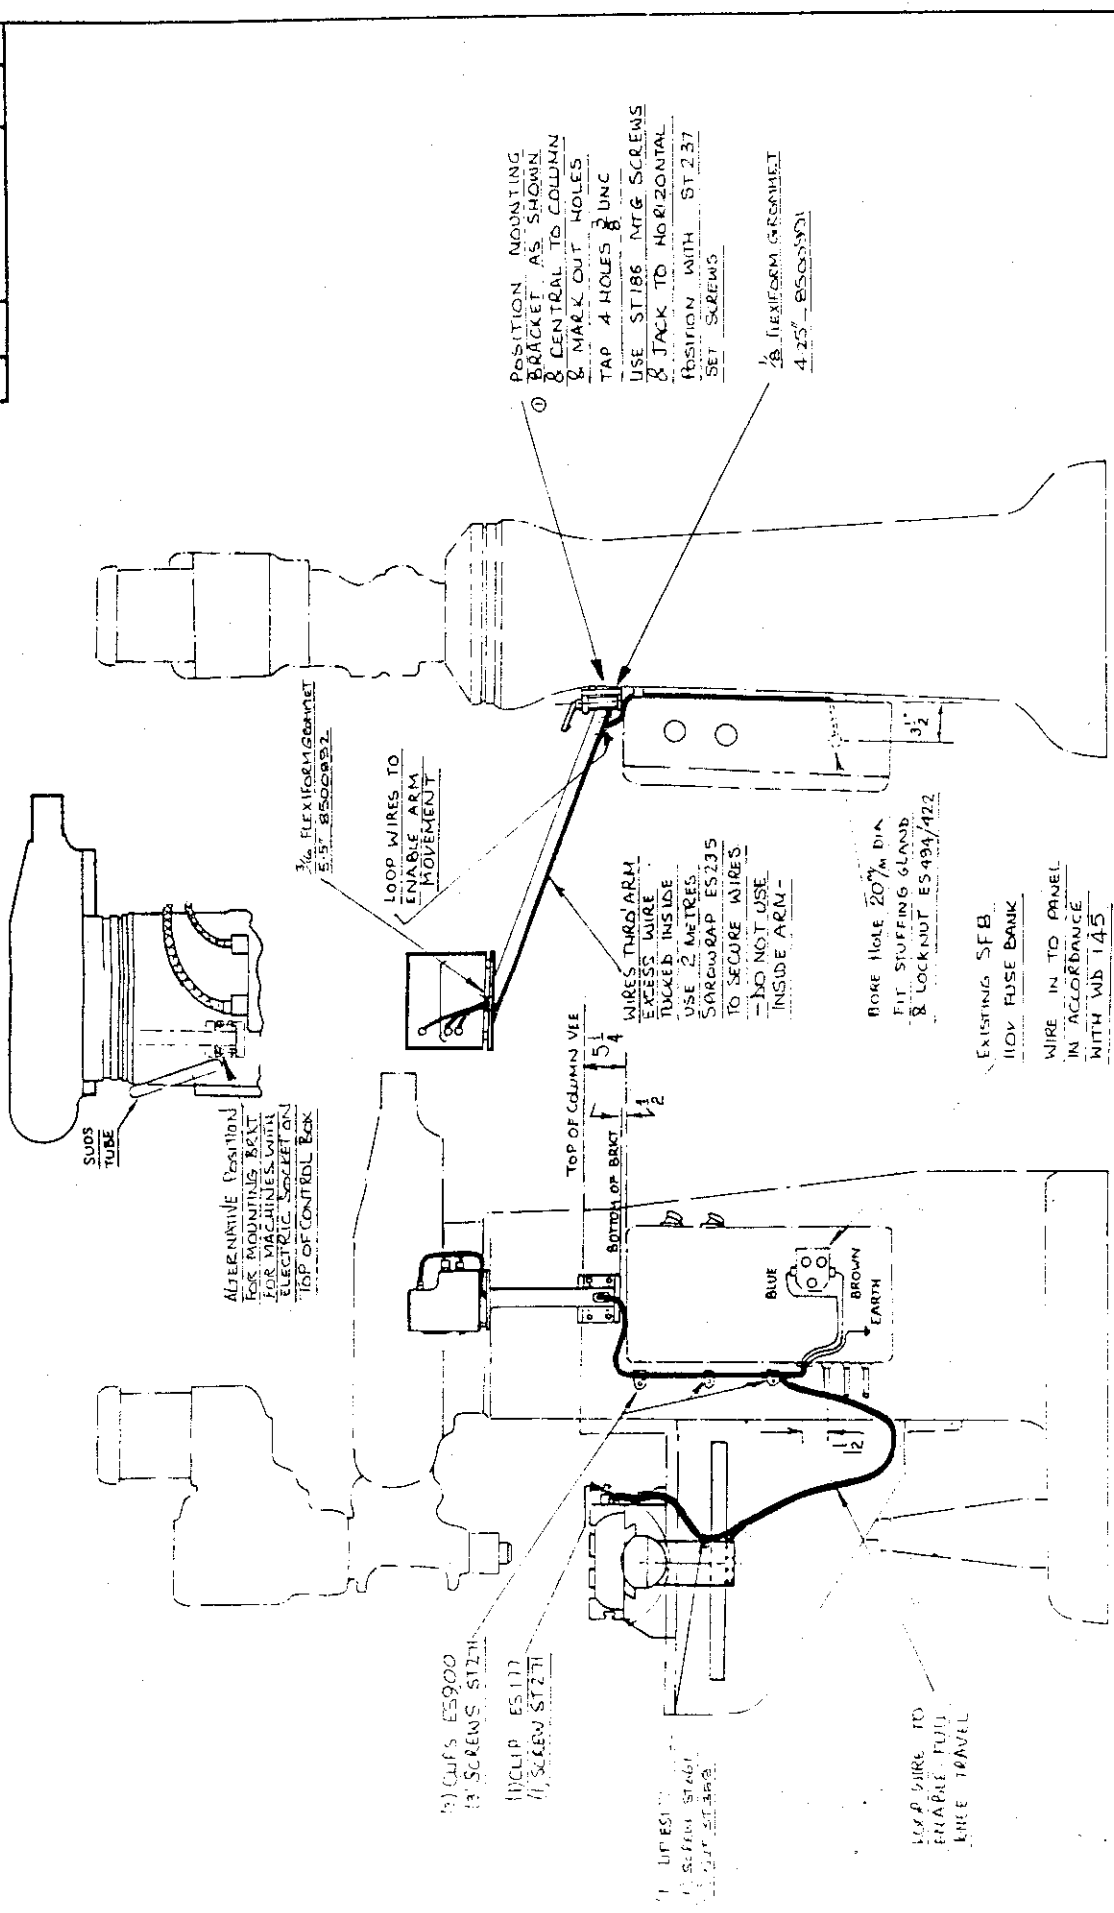 POSITION MOUNTING
BRACKET AS SHOWN
& CENTRAL TO COLUMN
& MARK OUT HOLES
TAP 4 HOLES 3/8 UNC
USE ST186 MTG SCREWS
& JACK TO HORIZONTAL
POSITION WITH ST237
SET SCREWS
①
1/8 FLEXIFORM GROMMET
4.25"
3/16 FLEXIFORM GROMMET
5.5" 8500892
LOOP WIRES TO
ENABLE ARM
MOVEMENT
3 1/2"
SUDS
TUBE
ALTERNATIVE POSITION
FOR MOUNTING BRKT
FOR MACHINES WITH
ELECTRIC SOCKET ON
TOP OF CONTROL BOX
WIRES THRO' ARM
EXCESS WIRE
TUCKED INSIDE
USE 2 METRES
SAROWRAP ES235
TO SECURE WIRES
-DO NOT USE
INSIDE ARM-
BORE HOLE 20M/M DIA
FIT STUFFING GLAND
& LOCKNUT ES494/422
EXISTING SFB
110V FUSE BANK
WIRE IN TO PANEL
IN ACCORDANCE
WITH WD 145
TOP OF COLUMN VEE
5 1/4
BOTTOM OF BRKT
1/2
BLUE
BROWN
EARTH
1 1/2
(3) CLIPS ES900
(3) SCREWS ST271
(1) CLIP ES177
(1) SCREW ST271
SCREW
LOOP WIRE TO
ENABLE FULL
KNEE TRAVEL